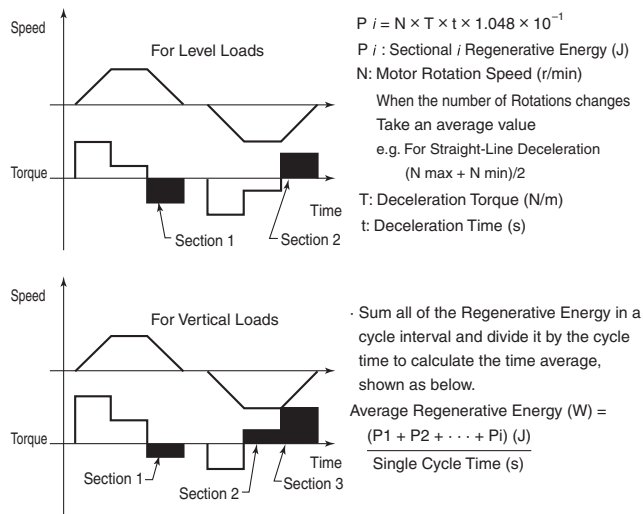 Speed
For Level Loads
Torque
Time
Section 1
Section 2
P i = N × T × t × 1.048 × 10⁻¹
P i : Sectional i Regenerative Energy (J)
N: Motor Rotation Speed (r/min)
When the number of Rotations changes
Take an average value
e.g. For Straight-Line Deceleration
(N max + N min)/2
T: Deceleration Torque (N/m)
t: Deceleration Time (s)
Speed
For Vertical Loads
Torque
Time
Section 1
Section 2
Section 3
· Sum all of the Regenerative Energy in a
cycle interval and divide it by the cycle
time to calculate the time average,
shown as below.
Average Regenerative Energy (W) =
(P1 + P2 + · · · + Pi) (J)
Single Cycle Time (s)